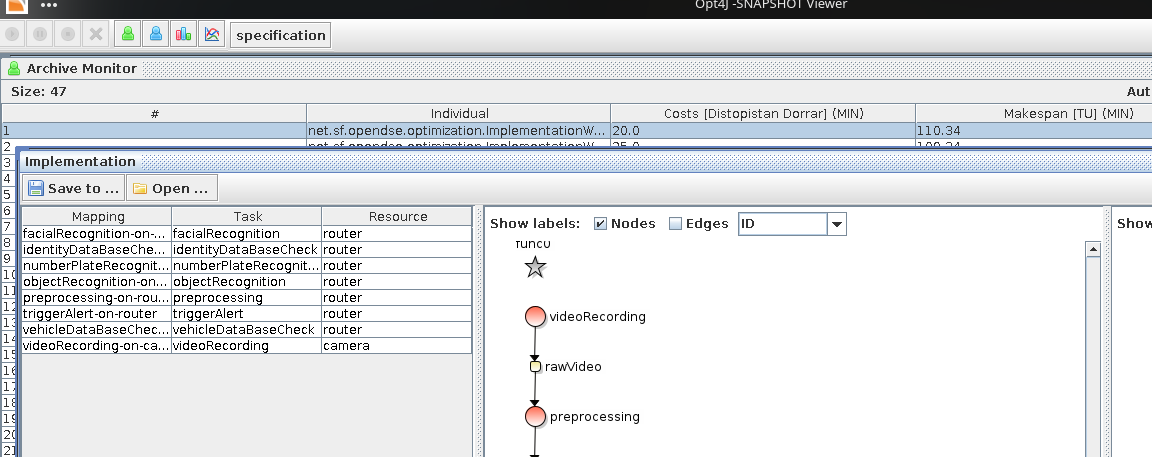 Opt4J -SNAPSHOT Viewer
specification
Archive Monitor
Size: 47 Aut
# Individual Costs [Distopistan Dorrar] (MIN) Makespan [TU] (MIN)
1 net.sf.opendse.optimization.ImplementationW... 20.0 110.34
2 net.sf.opendse.optimization.ImplementationW... 25.0 109.34
3 Implementation
4
5 Save to ... Open ...
6 Mapping Task Resource Show labels: Nodes Edges ID Show
7 facialRecognition-on-... facialRecognition router func0
8 identityDataBaseChe... identityDataBaseCheck router
9 numberPlateRecognit... numberPlateRecognit... router
10 objectRecognition-on... objectRecognition router
11 preprocessing-on-rou... preprocessing router
12 triggerAlert-on-router triggerAlert router videoRecording
13 vehicleDataBaseChec... vehicleDataBaseCheck router
14 videoRecording-on-ca... videoRecording camera
15
16 rawVideo
17
18
19 preprocessing
20
21